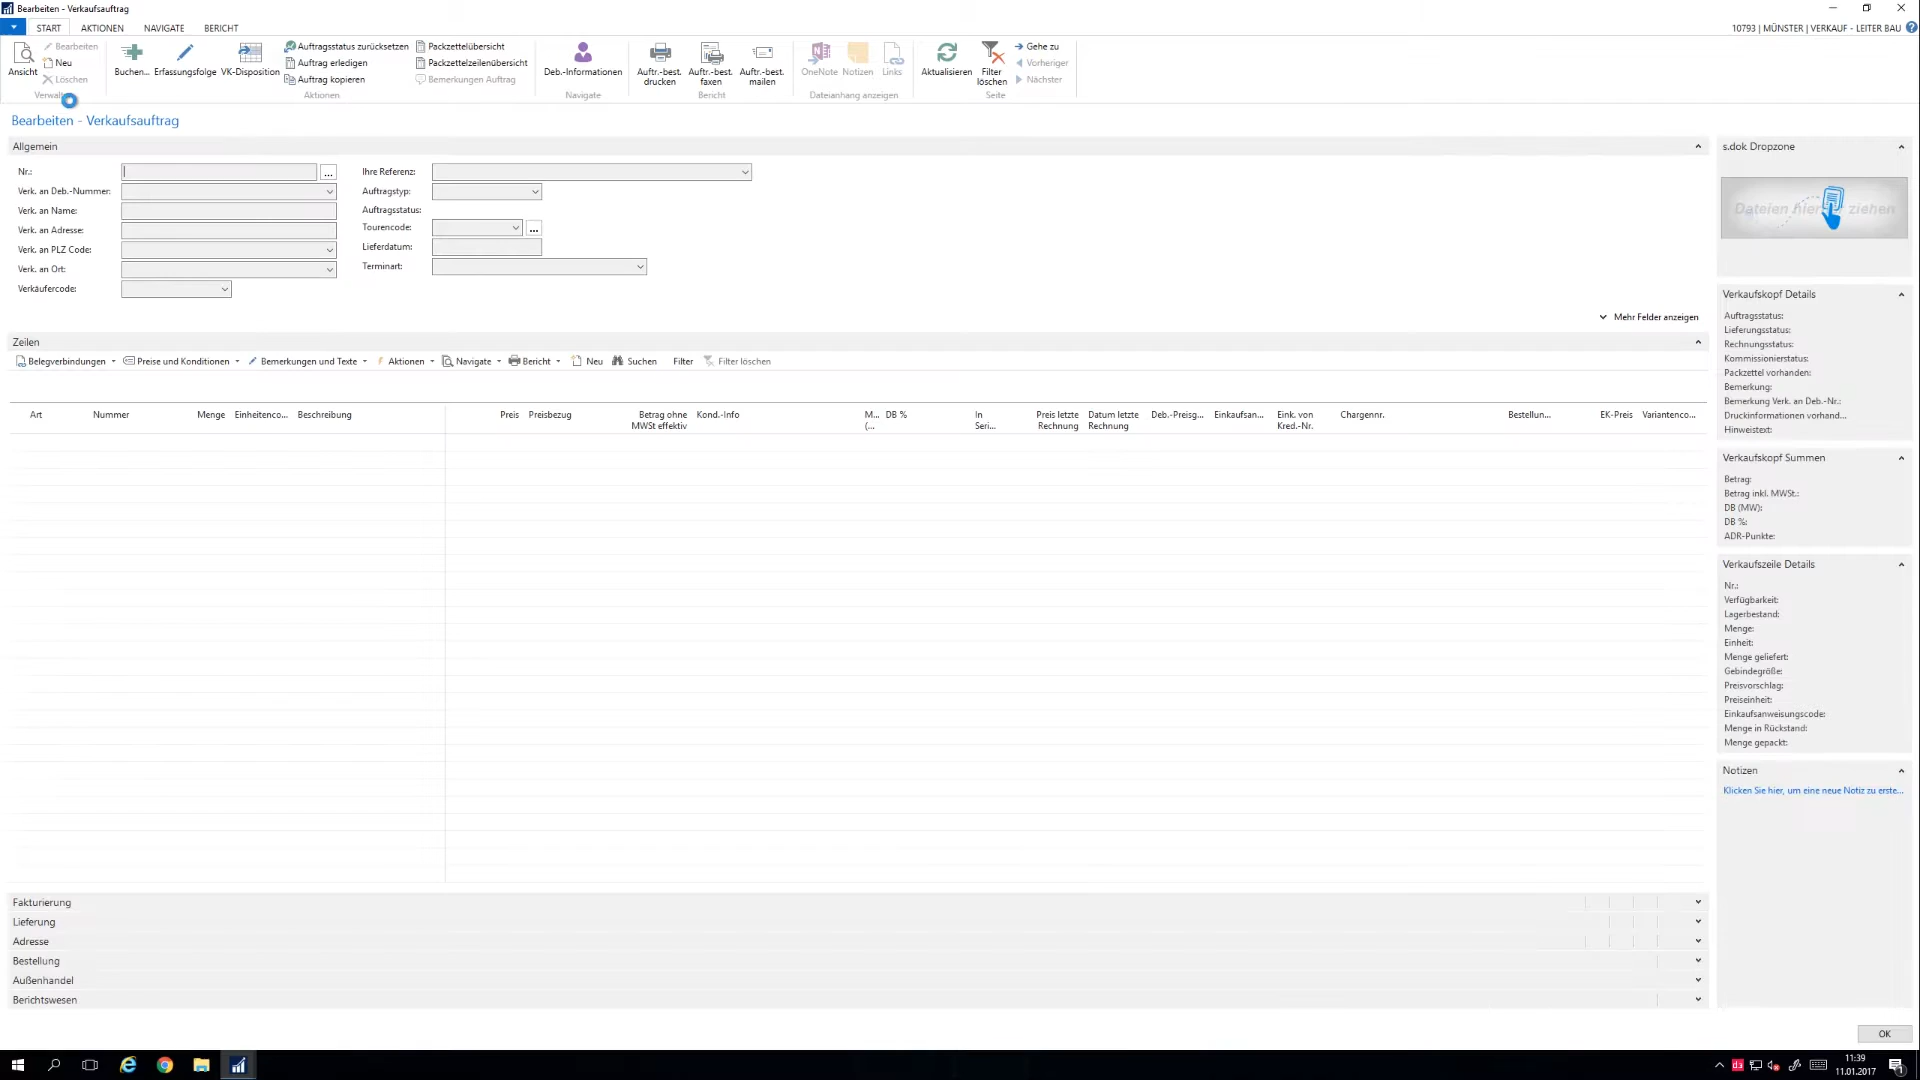 Bearbeiten - Verkaufsauftrag
START AKTIONEN NAVIGATE BERICHT
10793 | MÜNSTER | VERKAUF - LEITER BAU
Ansicht
Bearbeiten
Neu
Löschen
Buchen...
Erfassungsfolge
VK-Disposition
Auftragsstatus zurücksetzen
Auftrag erledigen
Auftrag kopieren
Aktionen
Packzettelübersicht
Packzettelzeilenübersicht
Bemerkungen Auftrag
Deb.-Informationen
Navigate
Auftr.-best. drucken
Auftr.-best. faxen
Auftr.-best. mailen
Bericht
OneNote
Notizen
Links
Dateianhang anzeigen
Aktualisieren
Filter löschen
Gehe zu
Vorheriger
Nächster
Seite
Bearbeiten - Verkaufsauftrag
Allgemein
Nr.:
Verk. an Deb.-Nummer:
Verk. an Name:
Verk. an Adresse:
Verk. an PLZ Code:
Verk. an Ort:
Verkäufercode:
Ihre Referenz:
Auftragstyp:
Auftragsstatus:
Tourencode:
Lieferdatum:
Terminart:
Mehr Felder anzeigen
Zeilen
Belegverbindungen Preise und Konditionen Bemerkungen und Texte Aktionen Navigate Bericht Neu Suchen Filter Filter löschen
Art Nummer Menge Einheitenco... Beschreibung Preis Preisbezug Betrag ohne MWSt effektiv Kond.-Info M... (... DB % In Seri... Preis letzte Rechnung Datum letzte Rechnung Deb.-Preisg... Einkaufsan... Eink. von Kred.-Nr. Chargennr. Bestellun... EK-Preis Variantenco...
Fakturierung
Lieferung
Adresse
Bestellung
Außenhandel
Berichtswesen
s.dok Dropzone
Verkaufskopf Details
Auftragsstatus:
Lieferungsstatus:
Rechnungsstatus:
Kommissionierstatus:
Packzettel vorhanden:
Bemerkung:
Bemerkung Verk. an Deb.-Nr.:
Druckinformationen vorhand...
Hinweistext:
Verkaufskopf Summen
Betrag:
Betrag inkl. MWSt.:
DB (MW):
DB %:
ADR-Punkte:
Verkaufszeile Details
Nr.:
Verfügbarkeit:
Lagerbestand:
Menge:
Einheit:
Menge geliefert:
Gebindegröße:
Preisvorschlag:
Preiseinheit:
Einkaufsanweisungscode:
Menge in Rückstand:
Menge gepackt:
Notizen
Klicken Sie hier, um eine neue Notiz zu erste...
OK
11:39
11.01.2017